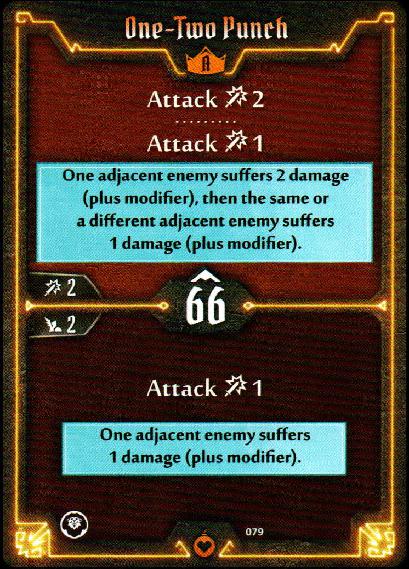 One-Two Punch
A
Attack 2
Attack 1
One adjacent enemy suffers 2 damage
(plus modifier), then the same or
a different adjacent enemy suffers
1 damage (plus modifier).
2
66
2
Attack 1
One adjacent enemy suffers
1 damage (plus modifier).
079